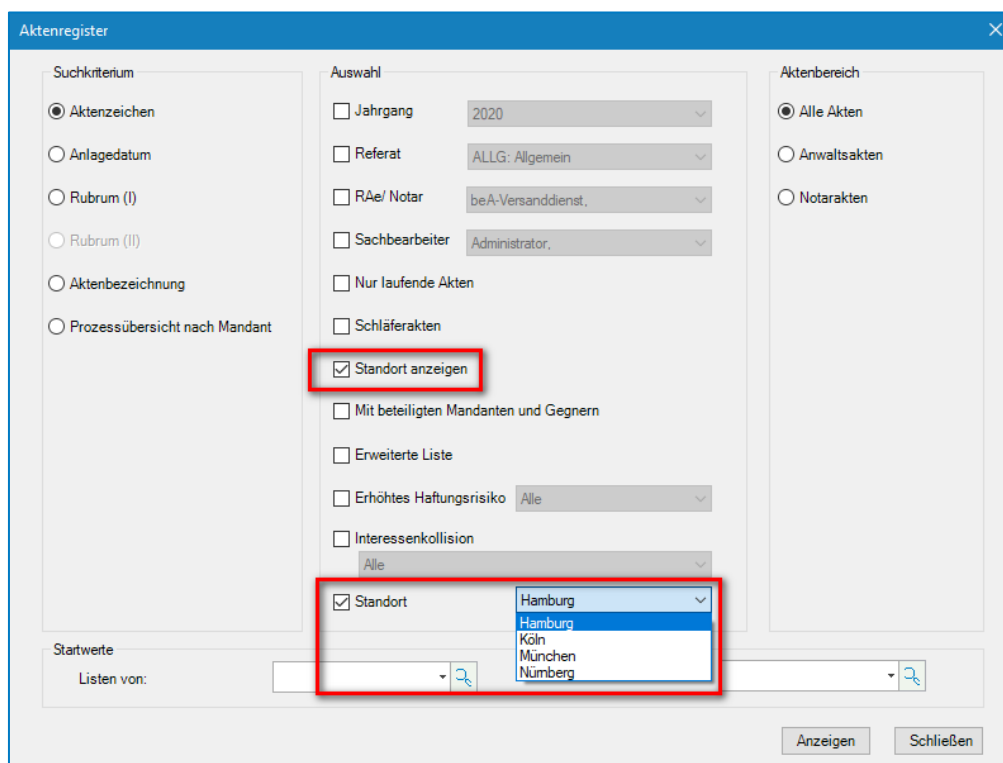 Aktenregister
Suchkriterium
Aktenzeichen
Anlagedatum
Rubrum (I)
Rubrum (II)
Aktenbezeichnung
Prozessübersicht nach Mandant
Auswahl
Jahrgang 2020
Referat ALLG: Allgemein
RAe/ Notar beA-Versanddienst,
Sachbearbeiter Administrator,
Nur laufende Akten
Schläferakten
Standort anzeigen
Mit beteiligten Mandanten und Gegnern
Erweiterte Liste
Erhöhtes Haftungsrisiko Alle
Interessenkollision
Alle
Standort Hamburg
Hamburg
Köln
München
Nürnberg
Aktenbereich
Alle Akten
Anwaltsakten
Notarakten
Startwerte
Listen von:
Anzeigen Schließen